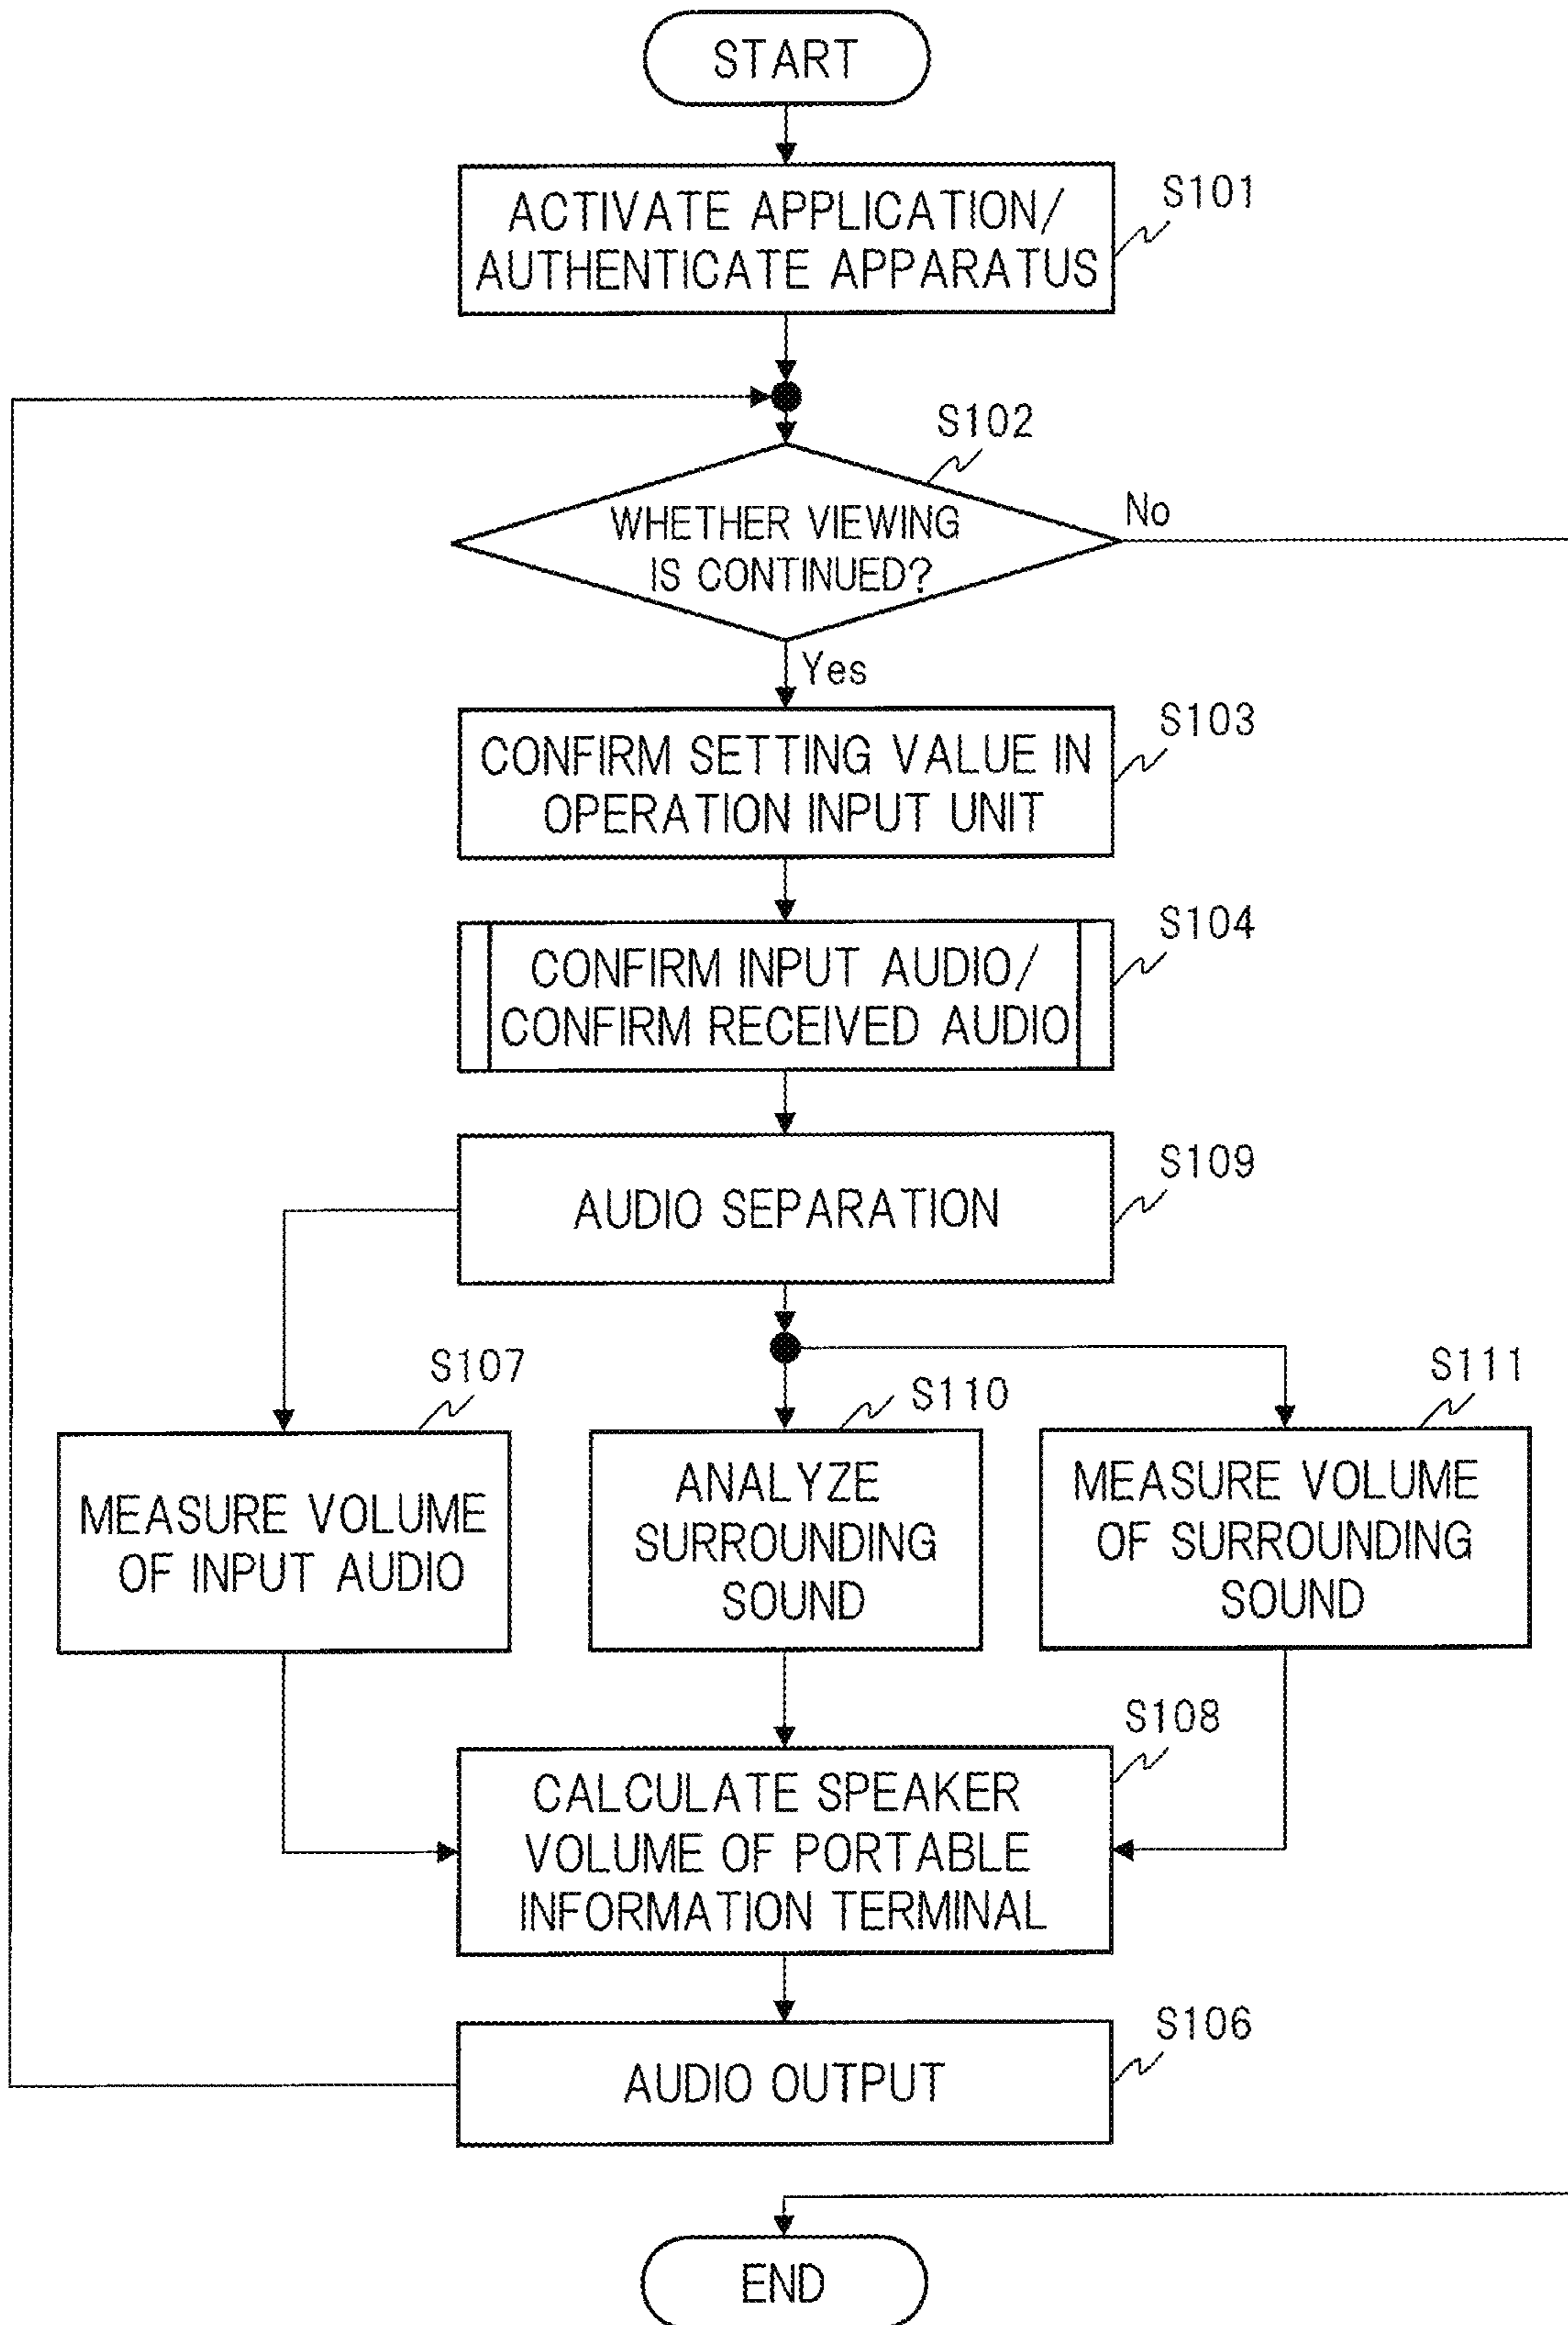 START
ACTIVATE APPLICATION/
AUTHENTICATE APPARATUS
S101
S102
WHETHER VIEWING
IS CONTINUED?
No
Yes
CONFIRM SETTING VALUE IN
OPERATION INPUT UNIT
S103
CONFIRM INPUT AUDIO/
CONFIRM RECEIVED AUDIO
S104
AUDIO SEPARATION
S109
S107
MEASURE VOLUME
OF INPUT AUDIO
S110
ANALYZE
SURROUNDING
SOUND
S111
MEASURE VOLUME
OF SURROUNDING
SOUND
S108
CALCULATE SPEAKER
VOLUME OF PORTABLE
INFORMATION TERMINAL
S106
AUDIO OUTPUT
END